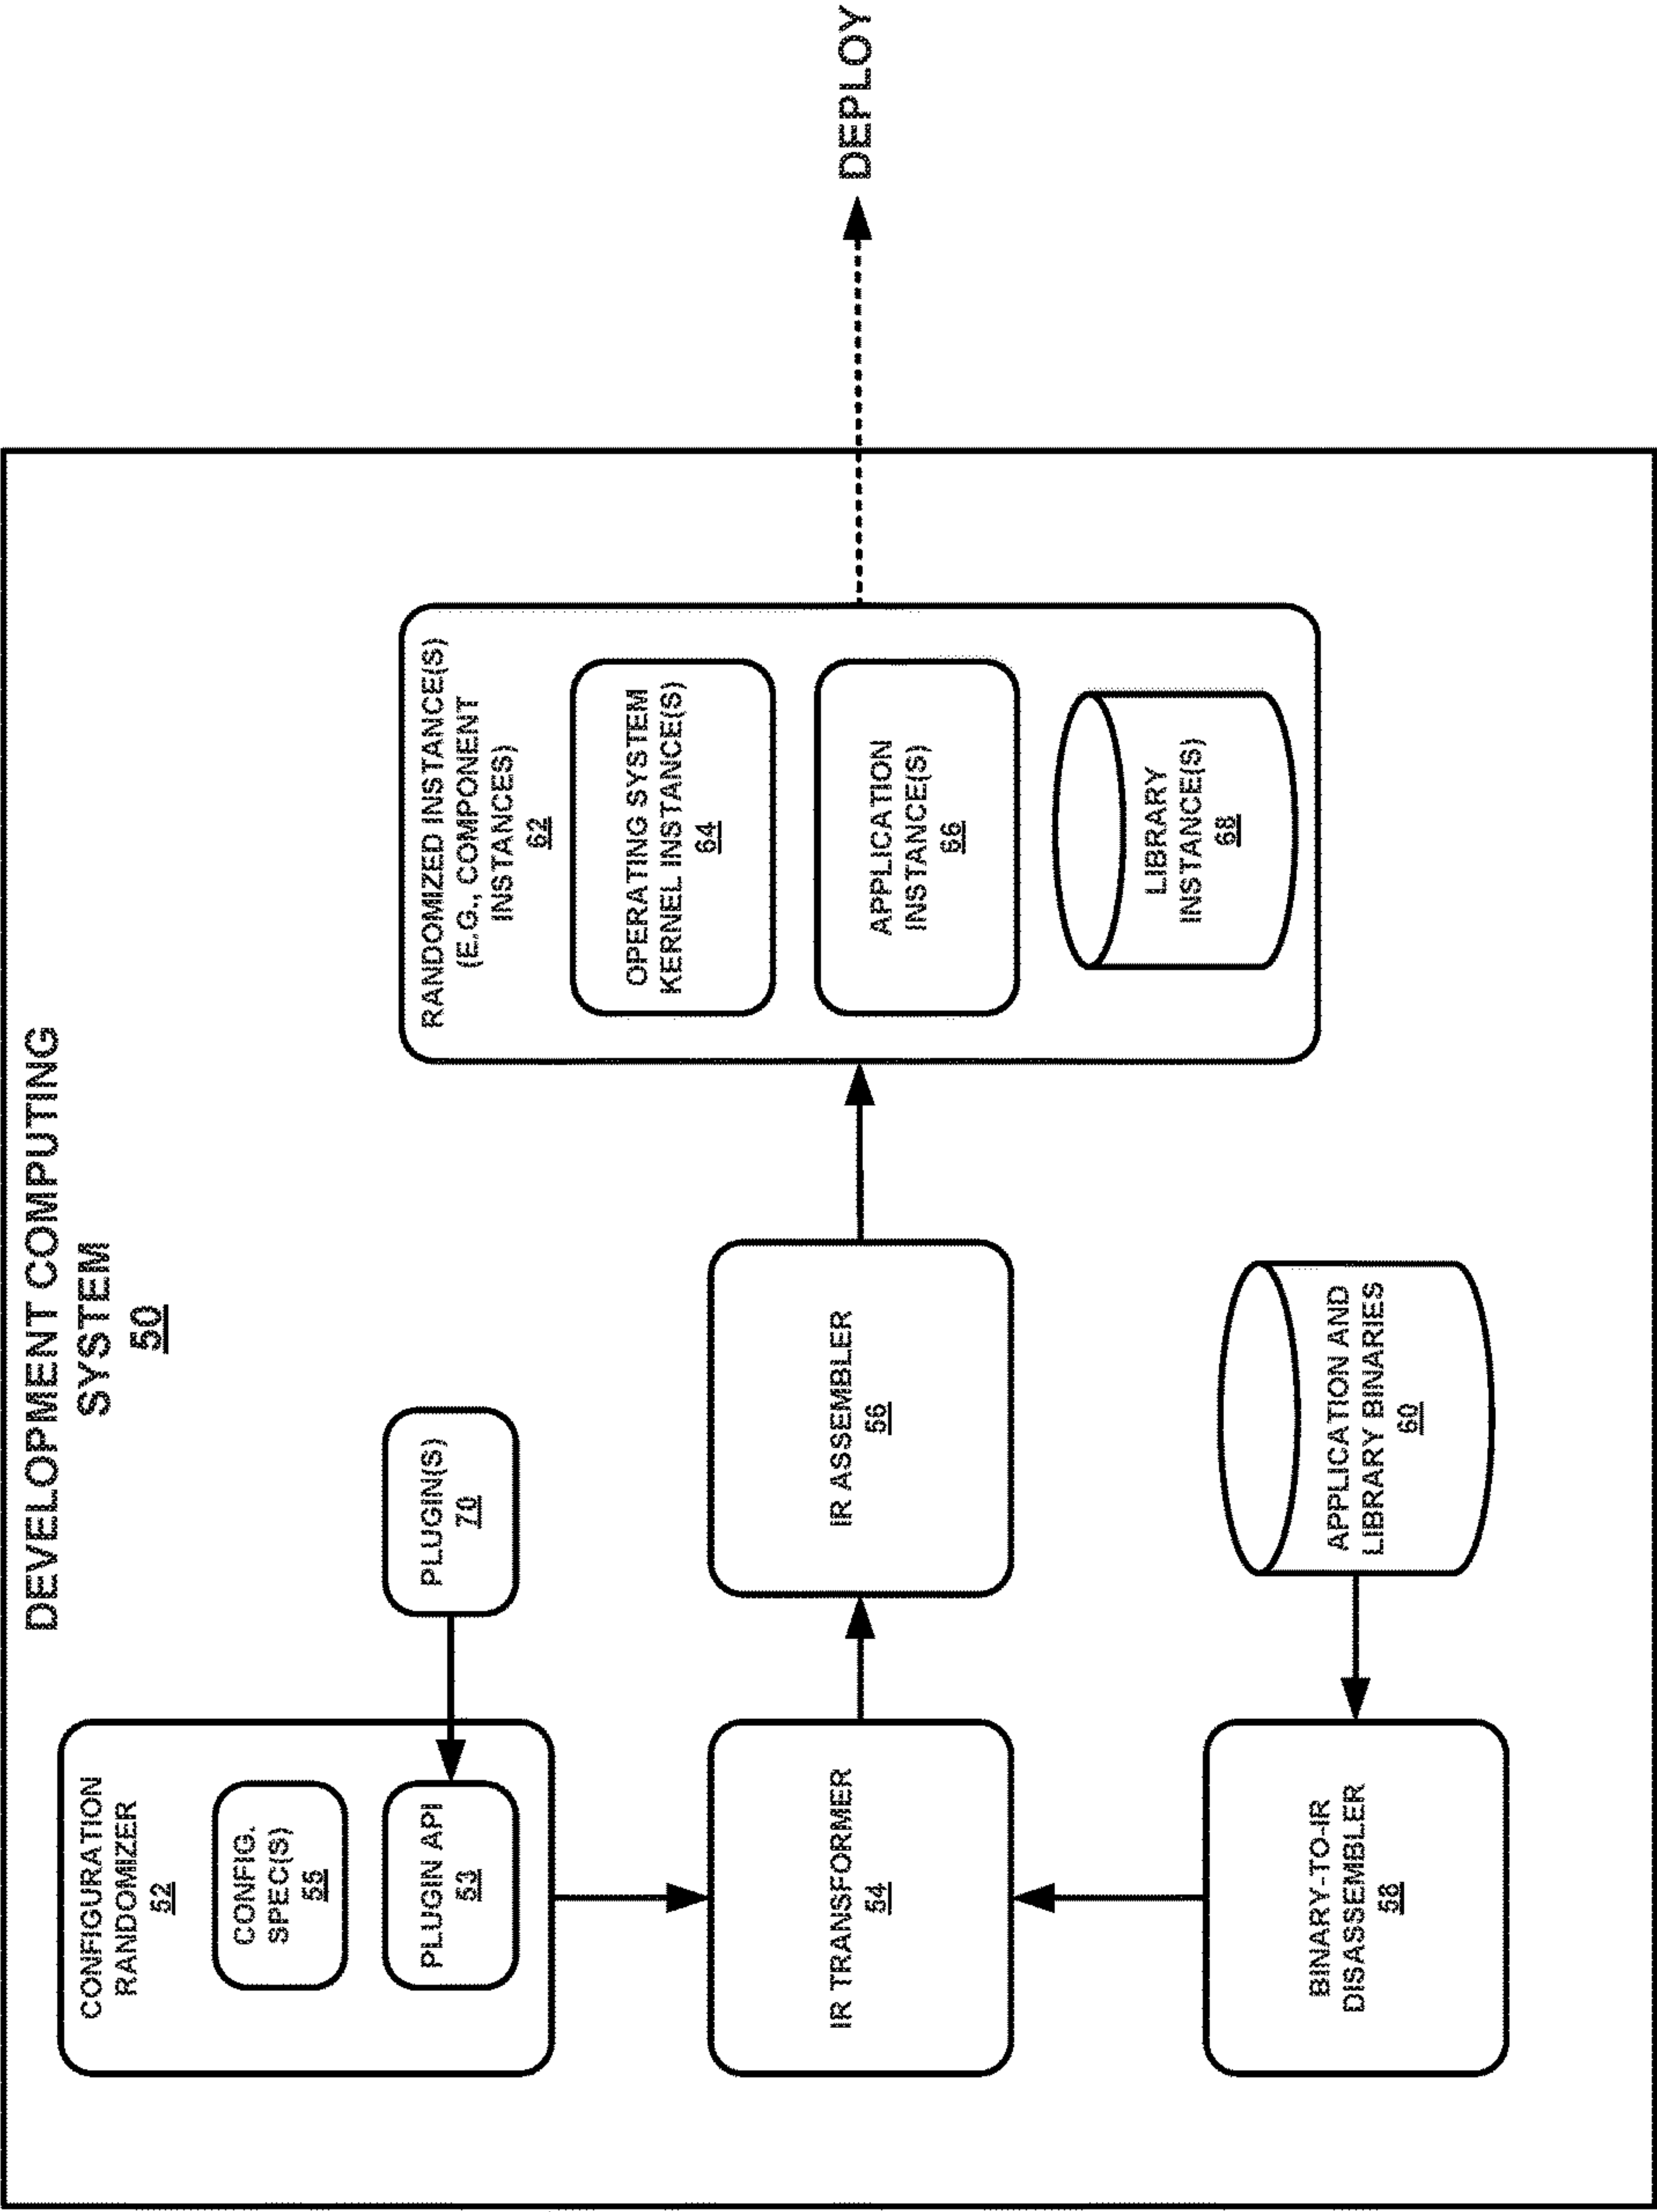 DEVELOPMENT COMPUTING
SYSTEM
50
CONFIGURATION
RANDOMIZER
52
CONFIG.
SPEC(S)
55
PLUGIN API
53
PLUGIN(S)
70
IR TRANSFORMER
54
IR ASSEMBLER
56
BINARY-TO-IR
DISASSEMBLER
58
APPLICATION AND
LIBRARY BINARIES
60
RANDOMIZED INSTANCE(S)
(E.G., COMPONENT
INSTANCES)
62
OPERATING SYSTEM
KERNEL INSTANCE(S)
64
APPLICATION
INSTANCE(S)
66
LIBRARY
INSTANCE(S)
68
DEPLOY